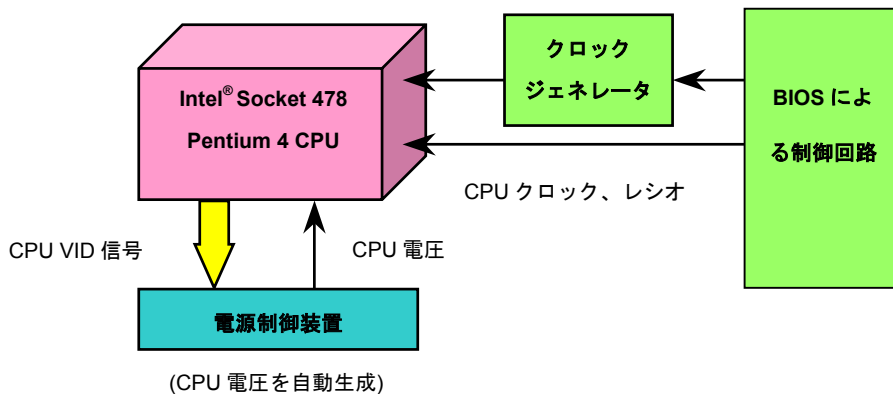 Intel® Socket 478
Pentium 4 CPU
クロック
ジェネレータ
BIOS によ
る制御回路
CPU クロック、レシオ
CPU VID 信号
CPU 電圧
電源制御装置
(CPU 電圧を自動生成)